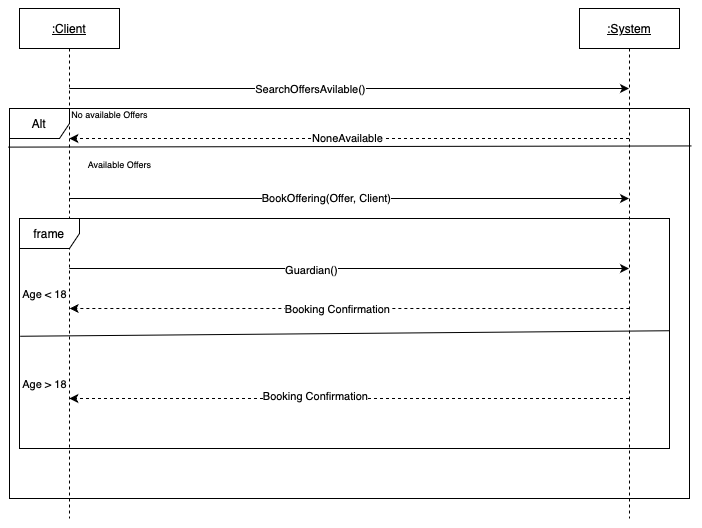 :Client
:System
SearchOffersAvilable()
No available Offers
Alt
NoneAvailable
Available Offers
BookOffering(Offer, Client)
frame
Guardian()
Age < 18
Booking Confirmation
Age > 18
Booking Confirmation